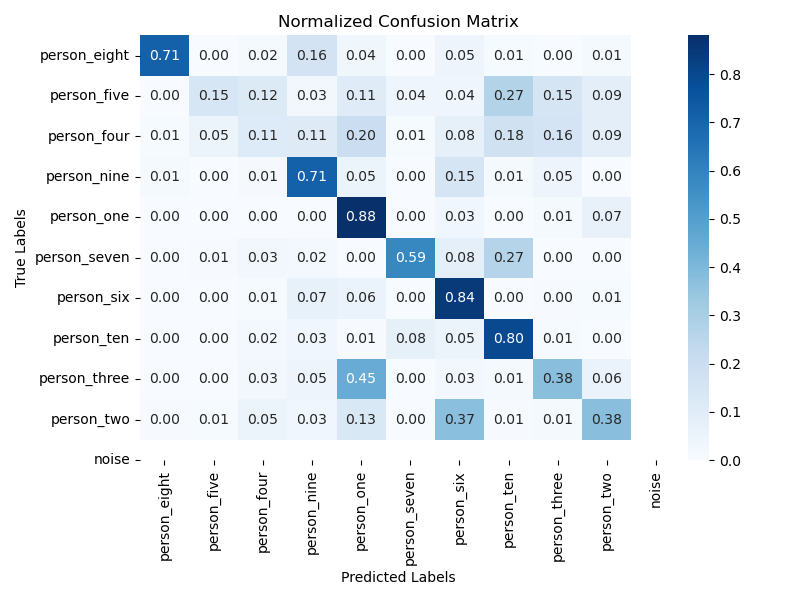 Normalized Confusion Matrix
person_eight 0.71 0.00 0.02 0.16 0.04 0.00 0.05 0.01 0.00 0.01
person_five 0.00 0.15 0.12 0.03 0.11 0.04 0.04 0.27 0.15 0.09
person_four 0.01 0.05 0.11 0.11 0.20 0.01 0.08 0.18 0.16 0.09
person_nine 0.01 0.00 0.01 0.71 0.05 0.00 0.15 0.01 0.05 0.00
person_one 0.00 0.00 0.00 0.00 0.88 0.00 0.03 0.00 0.01 0.07
person_seven 0.00 0.01 0.03 0.02 0.00 0.59 0.08 0.27 0.00 0.00
person_six 0.00 0.00 0.01 0.07 0.06 0.00 0.84 0.00 0.00 0.01
person_ten 0.00 0.00 0.02 0.03 0.01 0.08 0.05 0.80 0.01 0.00
person_three 0.00 0.00 0.03 0.05 0.45 0.00 0.03 0.01 0.38 0.06
person_two 0.00 0.01 0.05 0.03 0.13 0.00 0.37 0.01 0.01 0.38
noise
True Labels
person_eight
person_five
person_four
person_nine
person_one
person_seven
person_six
person_ten
person_three
person_two
noise
Predicted Labels
0.8
0.7
0.6
0.5
0.4
0.3
0.2
0.1
0.0